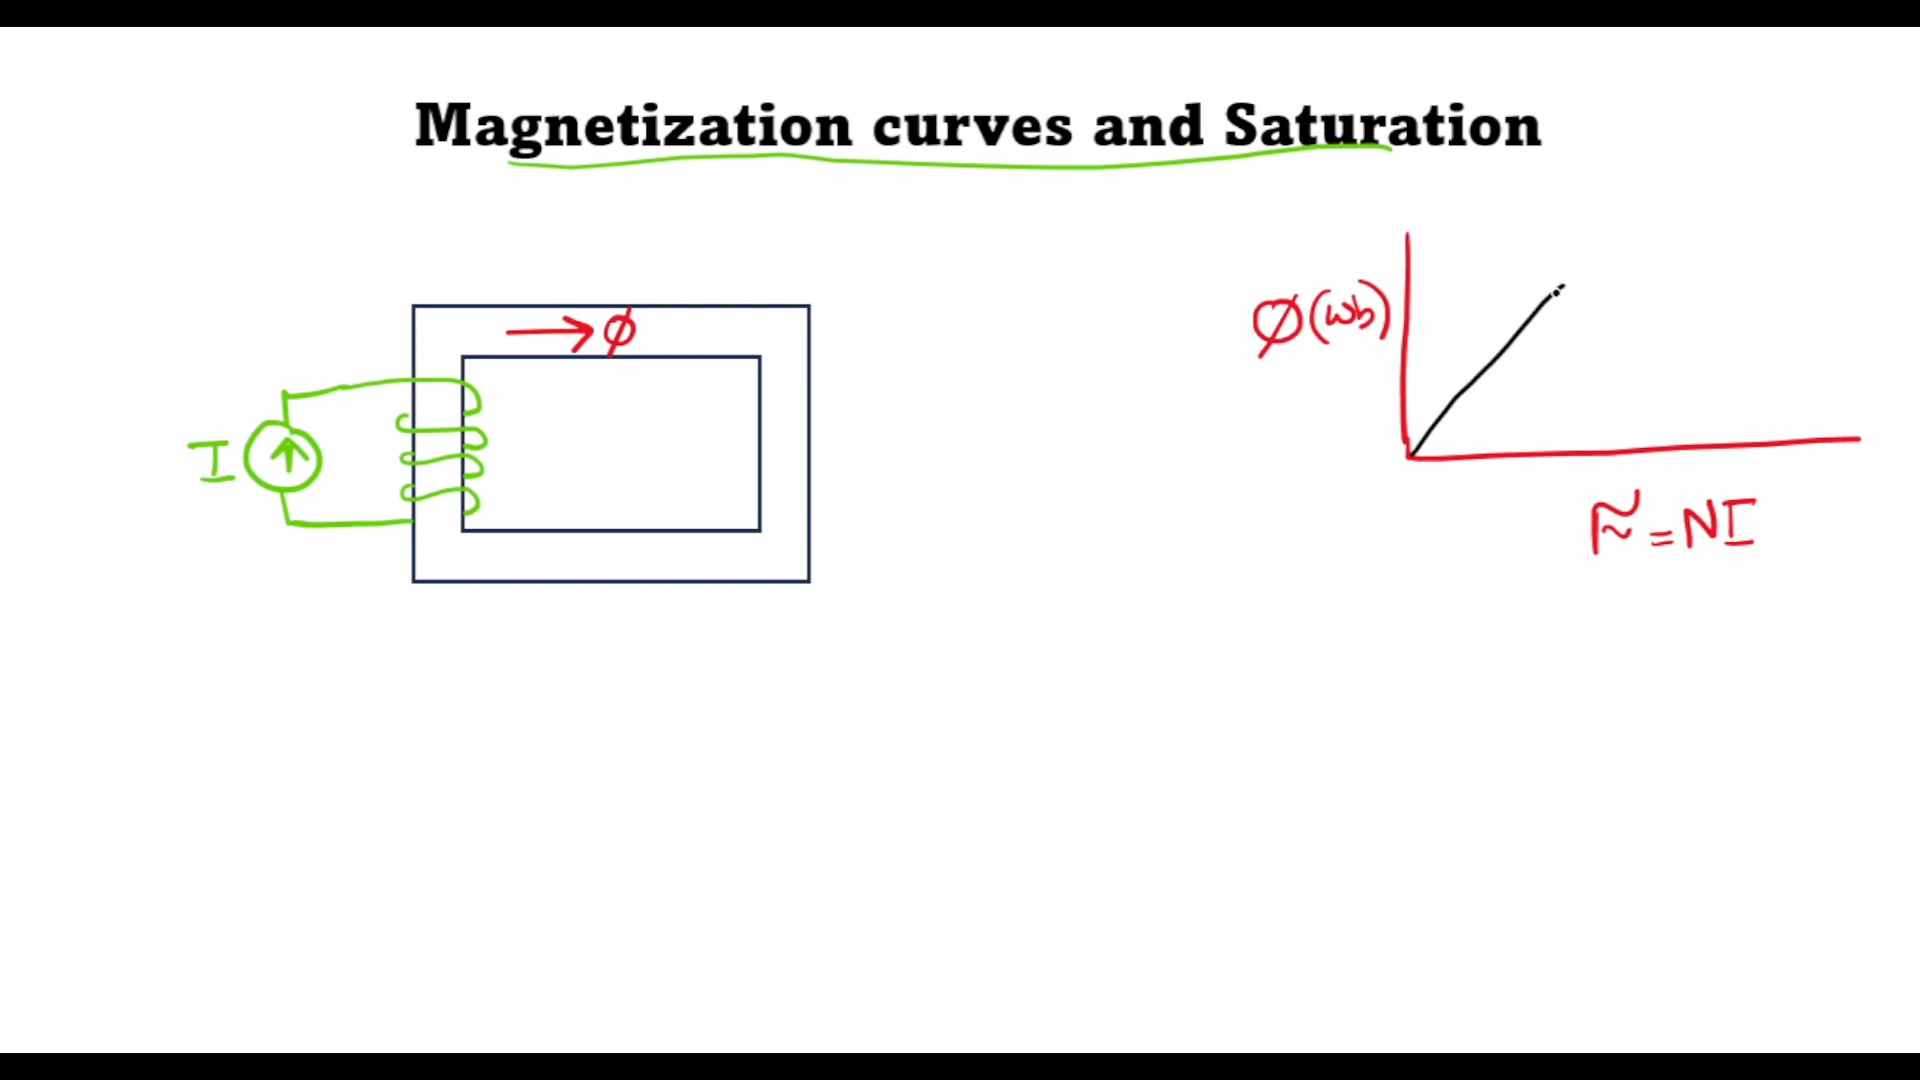 Magnetization curves and Saturation
→ φ
I
Ø(wb)
ℱ = NI